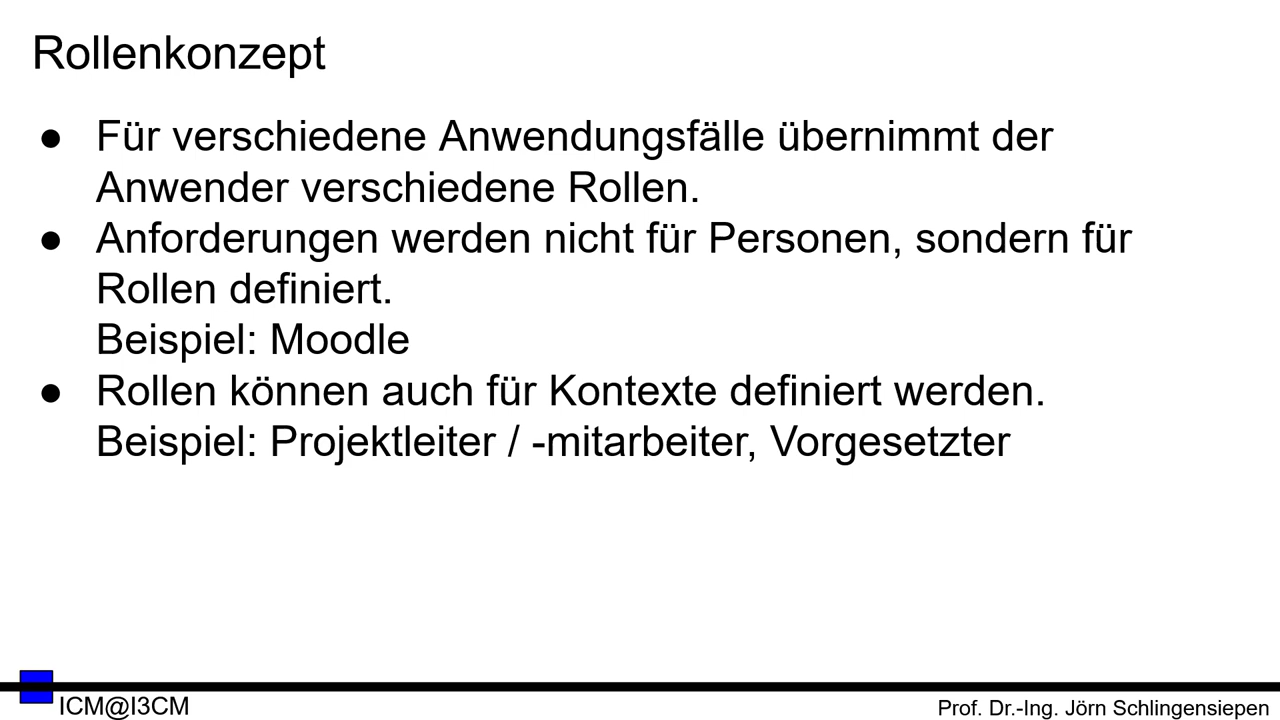 Rollenkonzept
● Für verschiedene Anwendungsfälle übernimmt der
Anwender verschiedene Rollen.
● Anforderungen werden nicht für Personen, sondern für
Rollen definiert.
Beispiel: Moodle
● Rollen können auch für Kontexte definiert werden.
Beispiel: Projektleiter / -mitarbeiter, Vorgesetzter
ICM@I3CM
Prof. Dr.-Ing. Jörn Schlingensiepen